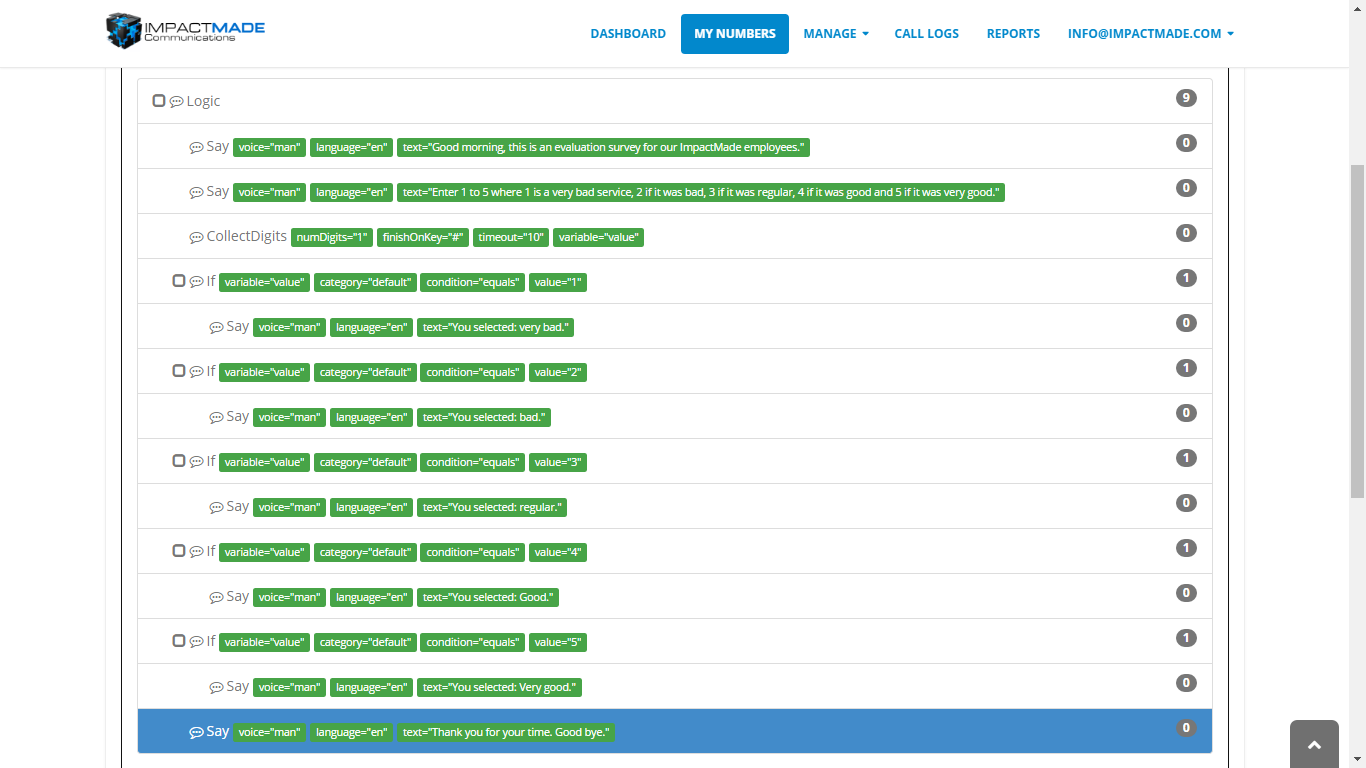 IMPACTMADE
Communications
DASHBOARD MY NUMBERS MANAGE CALL LOGS REPORTS INFO@IMPACTMADE.COM
Logic 9
Say voice="man" language="en" text="Good morning, this is an evaluation survey for our ImpactMade employees." 0
Say voice="man" language="en" text="Enter 1 to 5 where 1 is a very bad service, 2 if it was bad, 3 if it was regular, 4 if it was good and 5 if it was very good." 0
CollectDigits numDigits="1" finishOnKey="#" timeout="10" variable="value" 0
If variable="value" category="default" condition="equals" value="1" 1
Say voice="man" language="en" text="You selected: very bad." 0
If variable="value" category="default" condition="equals" value="2" 1
Say voice="man" language="en" text="You selected: bad." 0
If variable="value" category="default" condition="equals" value="3" 1
Say voice="man" language="en" text="You selected: regular." 0
If variable="value" category="default" condition="equals" value="4" 1
Say voice="man" language="en" text="You selected: Good." 0
If variable="value" category="default" condition="equals" value="5" 1
Say voice="man" language="en" text="You selected: Very good." 0
Say voice="man" language="en" text="Thank you for your time. Good bye." 0